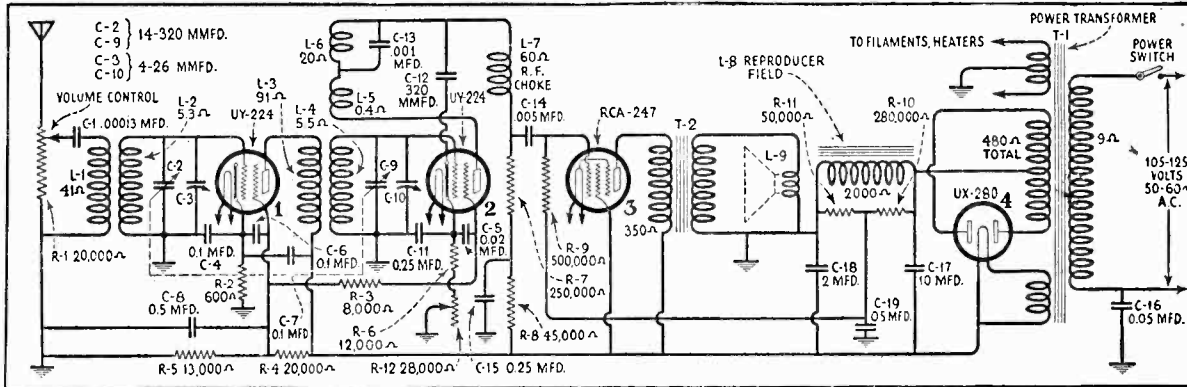 C-2
C-9
14-320 MMFD.
C-3
C-10
4-26 MMFD.
VOLUME CONTROL
C-1 .00013 MFD.
L-2
5.3Ω
UY-224
L-3
91Ω
L-4
5.5Ω
L-1
41Ω
C-2
C-3
1
R-1 20,000Ω
0.1 MFD.
C-4
R-2
600Ω
C-6
0.1 MFD.
C-8
0.5 MFD.
C-7
0.1 MFD
R-5 13,000Ω
R-4 20,000Ω
L-6
20Ω
C-13
.001
MFD.
C-12
320
MMFD.
L-5
0.4Ω
UY-224
C-9
C-10
2
C-11
0.25 MFD.
C-5
0.02
MFD.
R-3
8,000Ω
R-6
12,000Ω
R-12 28,000Ω
C-15 0.25 MFD.
L-7
60Ω
R.F.
CHOKE
C-14
.005 MFD.
RCA-247
3
R-9
500,000Ω
R-7
250,000Ω
R-8 45,000Ω
T-2
350Ω
L-9
L-8 REPRODUCER
FIELD
R-11
50,000Ω
R-10
280,000Ω
2000Ω
C-18
2 MFD.
C-17
10 MFD.
C-19
.05 MFD.
TO FILAMENTS, HEATERS
POWER TRANSFORMER
T-1
POWER
SWITCH
480Ω
TOTAL
9Ω
UX-280
4
105-125
VOLTS
50-60~
A.C.
C-16
0.05 MFD.